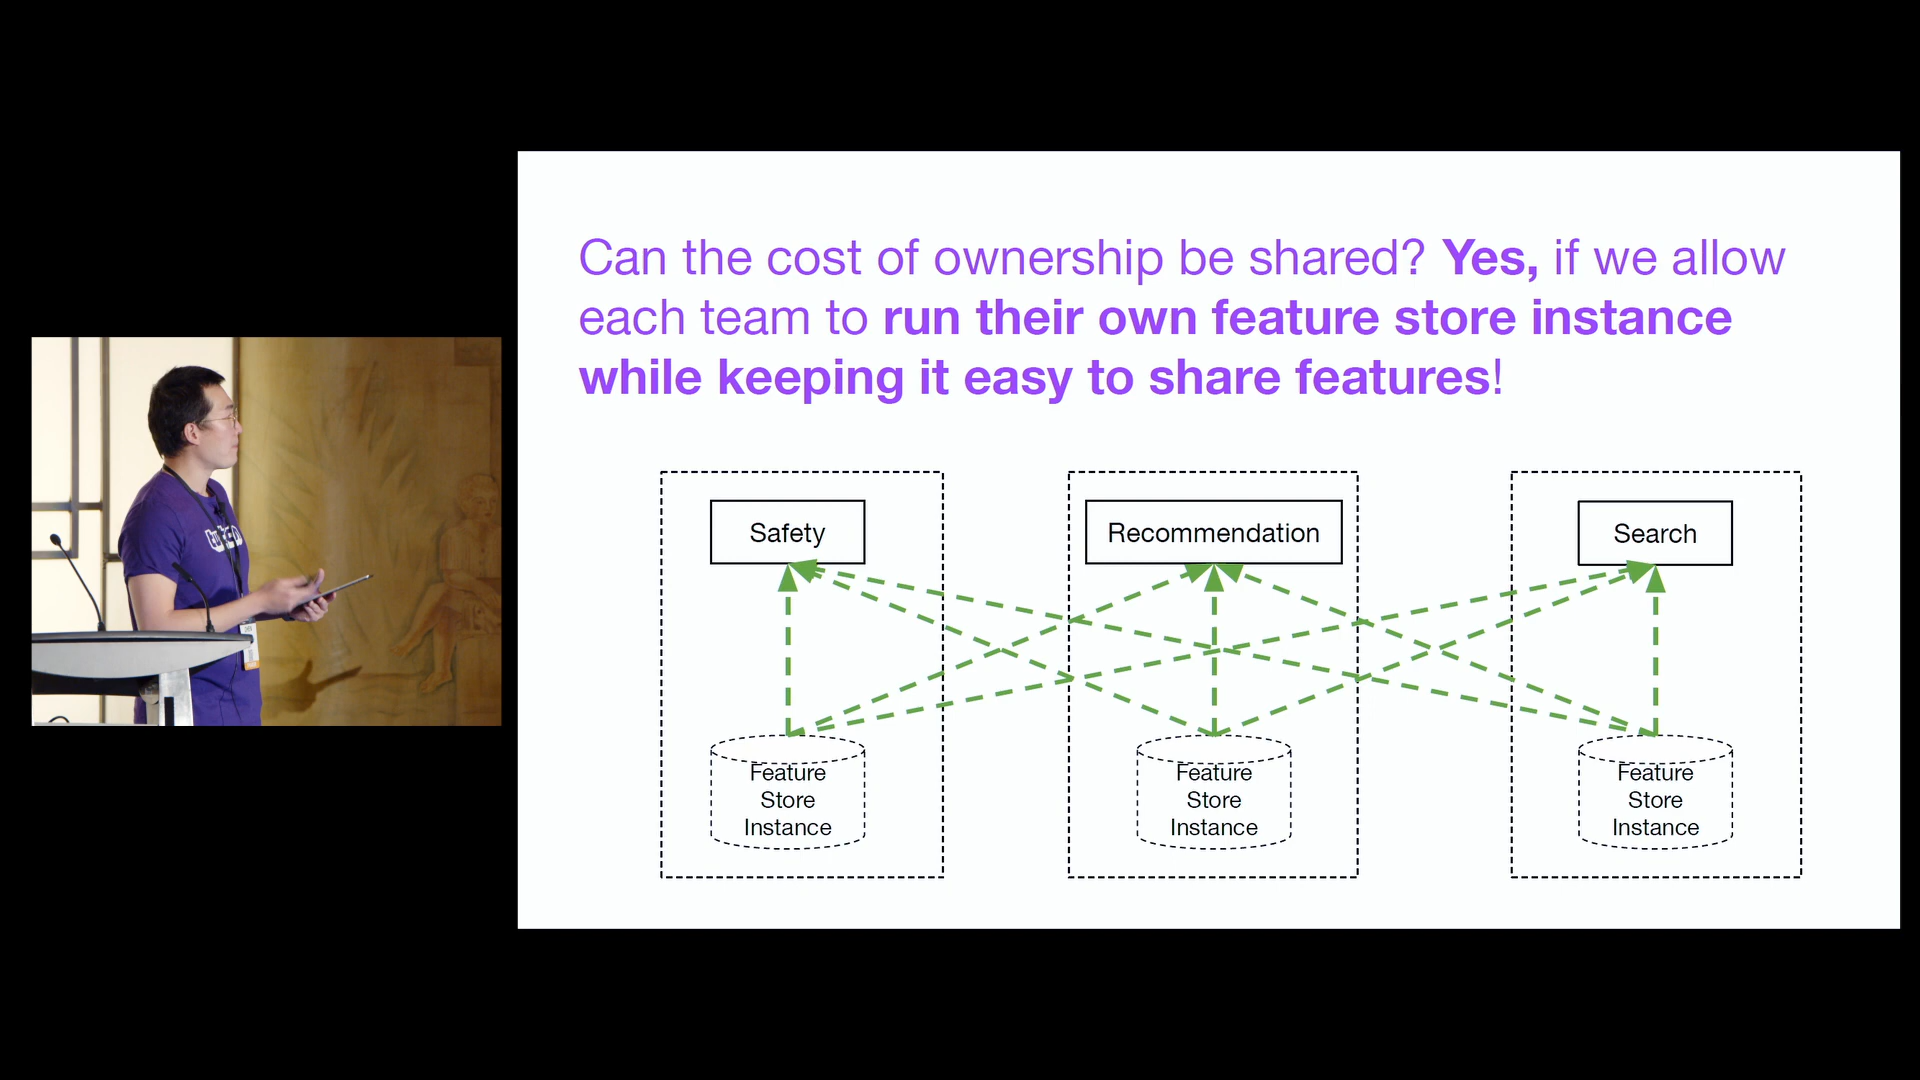 Can the cost of ownership be shared? Yes, if we allow
each team to run their own feature store instance
while keeping it easy to share features!
Safety
Recommendation
Search
Feature
Store
Instance
Feature
Store
Instance
Feature
Store
Instance